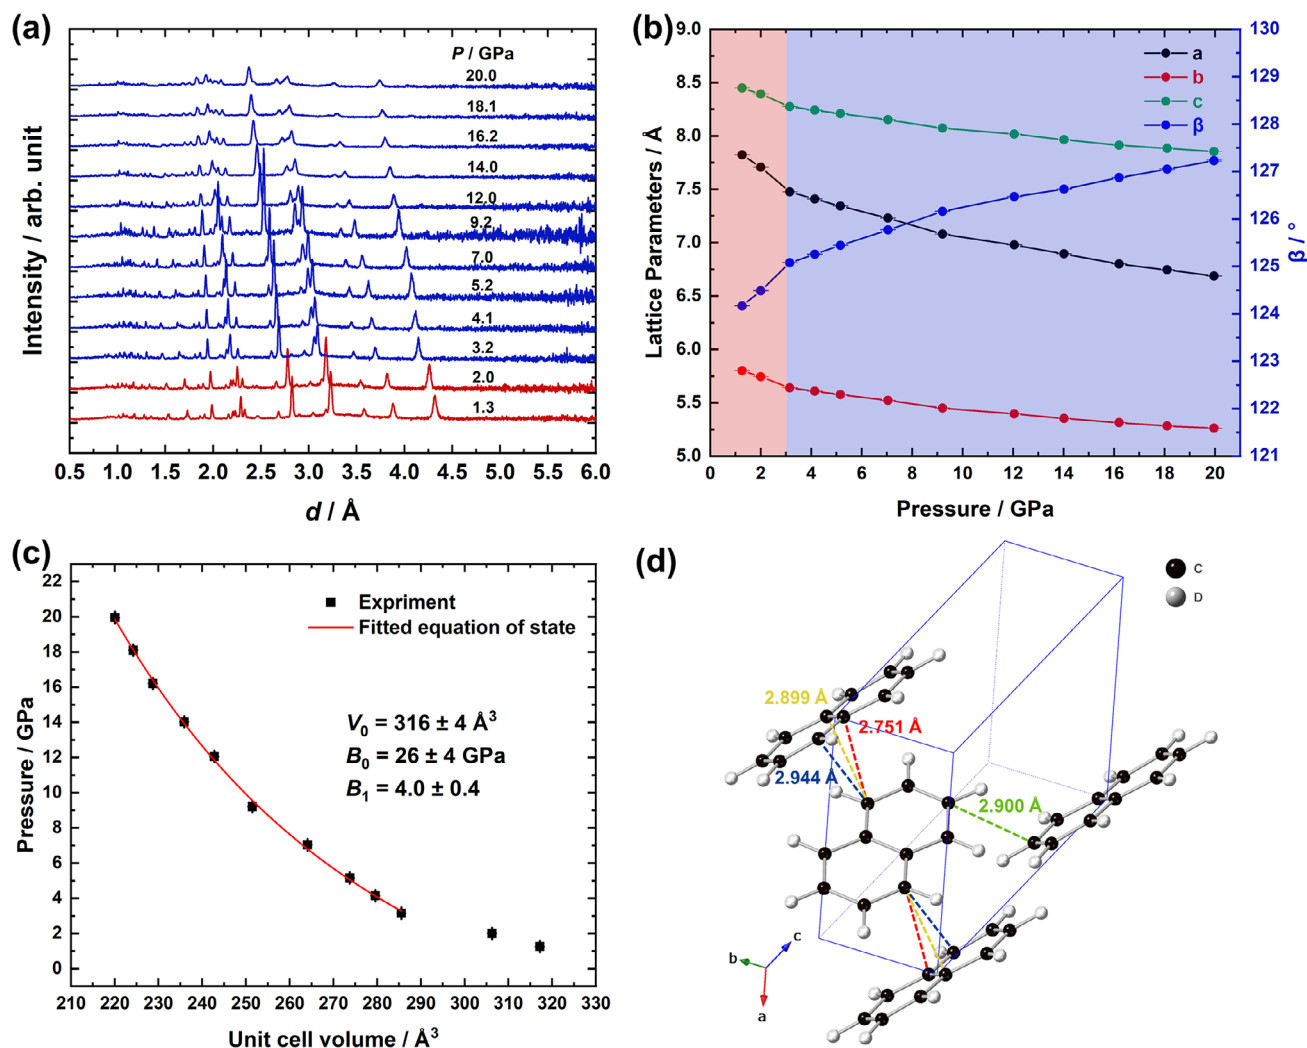 (a)
P / GPa
20.0
18.1
16.2
14.0
12.0
9.2
7.0
5.2
4.1
3.2
2.0
1.3
Intensity / arb. unit
0.5 1.0 1.5 2.0 2.5 3.0 3.5 4.0 4.5 5.0 5.5 6.0
d / Å
(b)
9.0
8.5
8.0
7.5
7.0
6.5
6.0
5.5
5.0
Lattice Parameters / Å
a
b
c
β
130
129
128
127
126
125
124
123
122
121
β / °
0 2 4 6 8 10 12 14 16 18 20
Pressure / GPa
(c)
22
20
18
16
14
12
10
8
6
4
2
0
Pressure / GPa
Expriment
Fitted equation of state
V0 = 316 ± 4 Å³
B0 = 26 ± 4 GPa
B1 = 4.0 ± 0.4
210 220 230 240 250 260 270 280 290 300 310 320 330
Unit cell volume / Å³
(d)
C
D
2.899 Å
2.751 Å
2.944 Å
2.900 Å
c
b
a